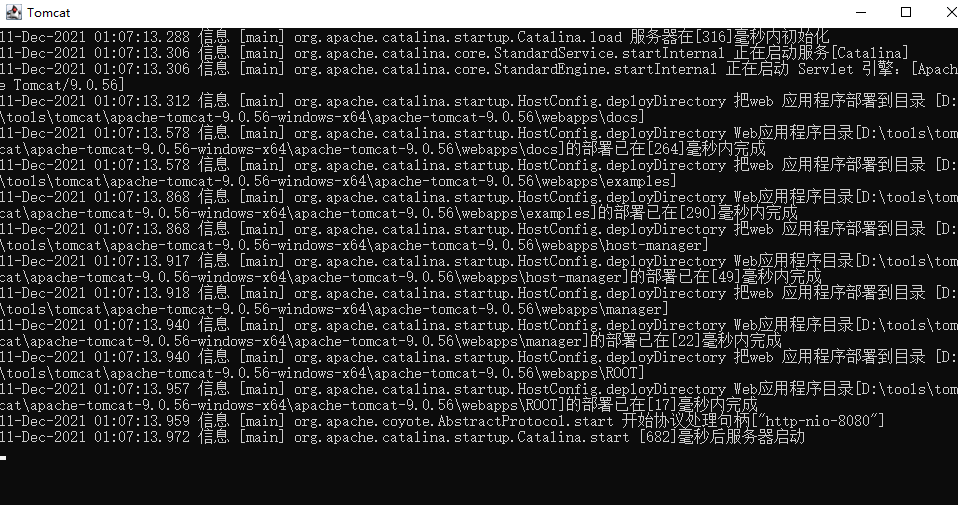 Tomcat
11-Dec-2021 01:07:13.288 信息 [main] org.apache.catalina.startup.Catalina.load 服务器在[316]毫秒内初始化
11-Dec-2021 01:07:13.306 信息 [main] org.apache.catalina.core.StandardService.startInternal 正在启动服务[Catalina]
11-Dec-2021 01:07:13.306 信息 [main] org.apache.catalina.core.StandardEngine.startInternal 正在启动 Servlet 引擎：[Apach
e Tomcat/9.0.56]
11-Dec-2021 01:07:13.312 信息 [main] org.apache.catalina.startup.HostConfig.deployDirectory 把web 应用程序部署到目录 [D:
\tools\tomcat\apache-tomcat-9.0.56-windows-x64\apache-tomcat-9.0.56\webapps\docs]
11-Dec-2021 01:07:13.578 信息 [main] org.apache.catalina.startup.HostConfig.deployDirectory Web应用程序目录[D:\tools\tom
cat\apache-tomcat-9.0.56-windows-x64\apache-tomcat-9.0.56\webapps\docs]的部署已在[264]毫秒内完成
11-Dec-2021 01:07:13.578 信息 [main] org.apache.catalina.startup.HostConfig.deployDirectory 把web 应用程序部署到目录 [D:
\tools\tomcat\apache-tomcat-9.0.56-windows-x64\apache-tomcat-9.0.56\webapps\examples]
11-Dec-2021 01:07:13.868 信息 [main] org.apache.catalina.startup.HostConfig.deployDirectory Web应用程序目录[D:\tools\tom
cat\apache-tomcat-9.0.56-windows-x64\apache-tomcat-9.0.56\webapps\examples]的部署已在[290]毫秒内完成
11-Dec-2021 01:07:13.868 信息 [main] org.apache.catalina.startup.HostConfig.deployDirectory 把web 应用程序部署到目录 [D:
\tools\tomcat\apache-tomcat-9.0.56-windows-x64\apache-tomcat-9.0.56\webapps\host-manager]
11-Dec-2021 01:07:13.917 信息 [main] org.apache.catalina.startup.HostConfig.deployDirectory Web应用程序目录[D:\tools\tom
cat\apache-tomcat-9.0.56-windows-x64\apache-tomcat-9.0.56\webapps\host-manager]的部署已在[49]毫秒内完成
11-Dec-2021 01:07:13.918 信息 [main] org.apache.catalina.startup.HostConfig.deployDirectory 把web 应用程序部署到目录 [D:
\tools\tomcat\apache-tomcat-9.0.56-windows-x64\apache-tomcat-9.0.56\webapps\manager]
11-Dec-2021 01:07:13.940 信息 [main] org.apache.catalina.startup.HostConfig.deployDirectory Web应用程序目录[D:\tools\tom
cat\apache-tomcat-9.0.56-windows-x64\apache-tomcat-9.0.56\webapps\manager]的部署已在[22]毫秒内完成
11-Dec-2021 01:07:13.940 信息 [main] org.apache.catalina.startup.HostConfig.deployDirectory 把web 应用程序部署到目录 [D:
\tools\tomcat\apache-tomcat-9.0.56-windows-x64\apache-tomcat-9.0.56\webapps\ROOT]
11-Dec-2021 01:07:13.957 信息 [main] org.apache.catalina.startup.HostConfig.deployDirectory Web应用程序目录[D:\tools\tom
cat\apache-tomcat-9.0.56-windows-x64\apache-tomcat-9.0.56\webapps\ROOT]的部署已在[17]毫秒内完成
11-Dec-2021 01:07:13.959 信息 [main] org.apache.coyote.AbstractProtocol.start 开始协议处理句柄["http-nio-8080"]
11-Dec-2021 01:07:13.972 信息 [main] org.apache.catalina.startup.Catalina.start [682]毫秒后服务器启动